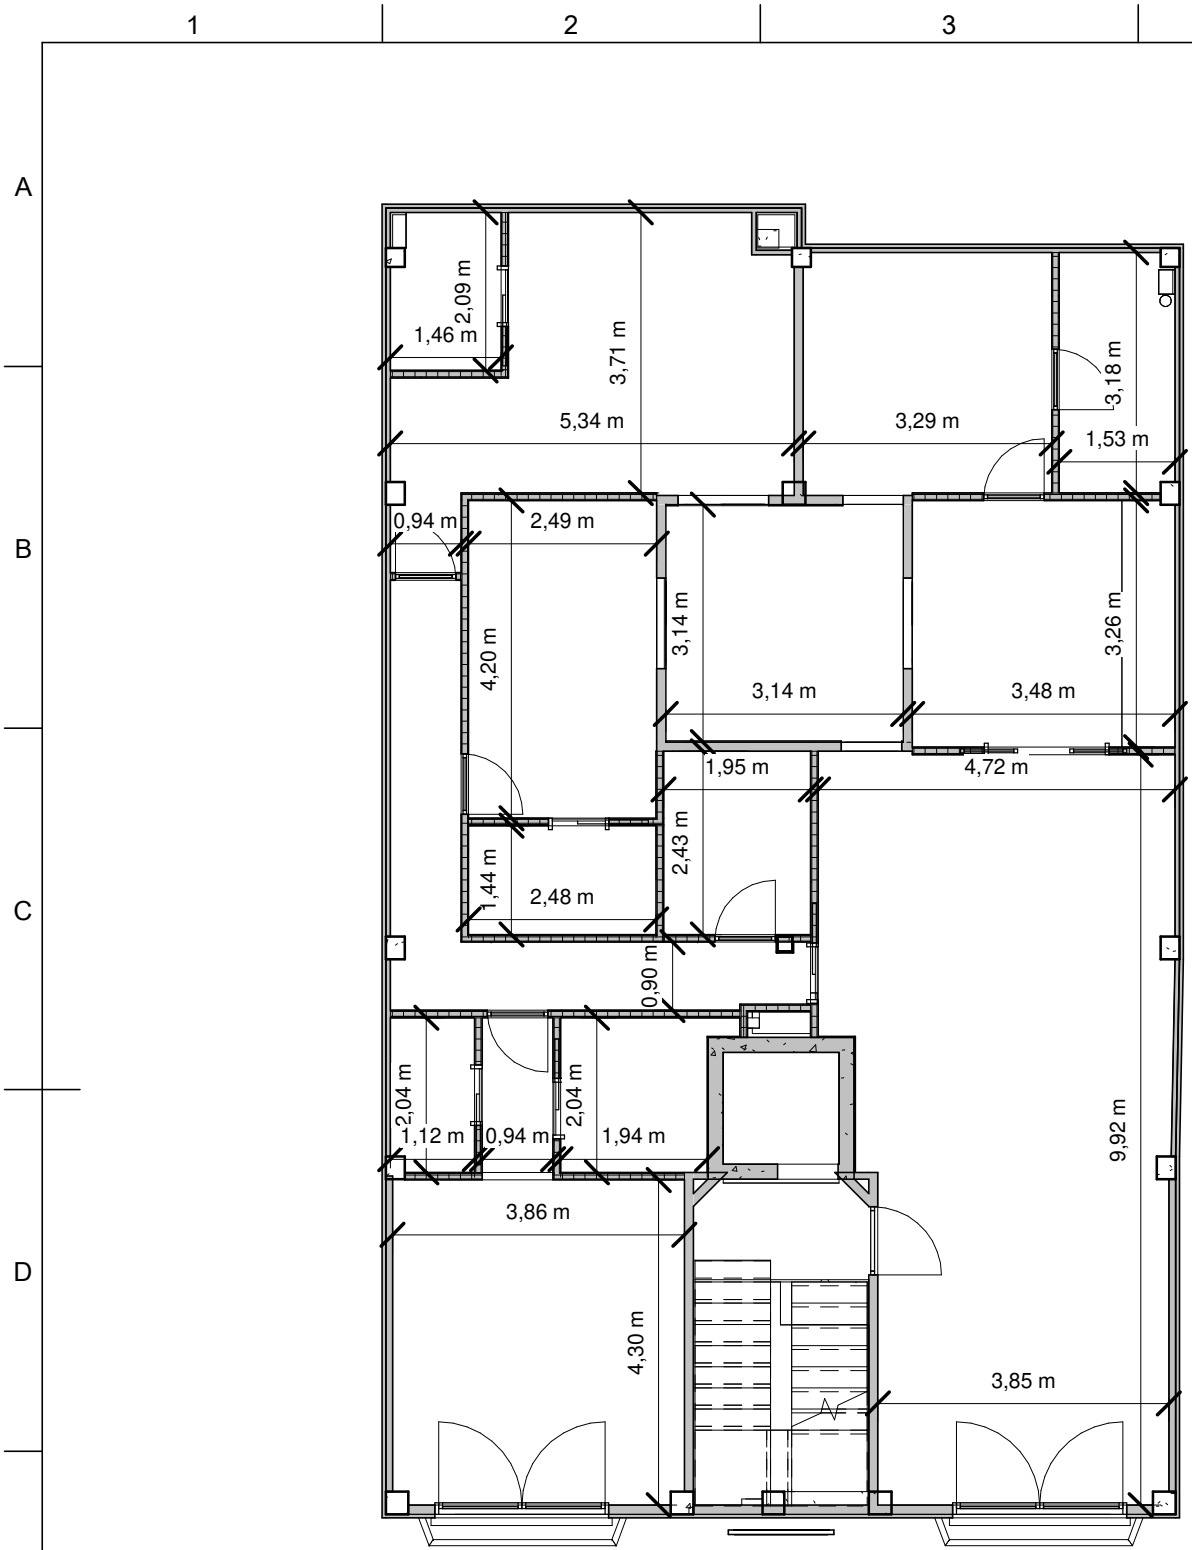 1
2
3
A
2,09 m
1,46 m
3,71 m
3,18 m
5,34 m
3,29 m
1,53 m
B
0,94 m
2,49 m
4,20 m
3,14 m
3,26 m
3,14 m
3,48 m
1,95 m
4,72 m
2,43 m
1,44 m
2,48 m
C
0,90 m
2,04 m
2,04 m
9,92 m
1,12 m
0,94 m
1,94 m
3,86 m
D
4,30 m
3,85 m